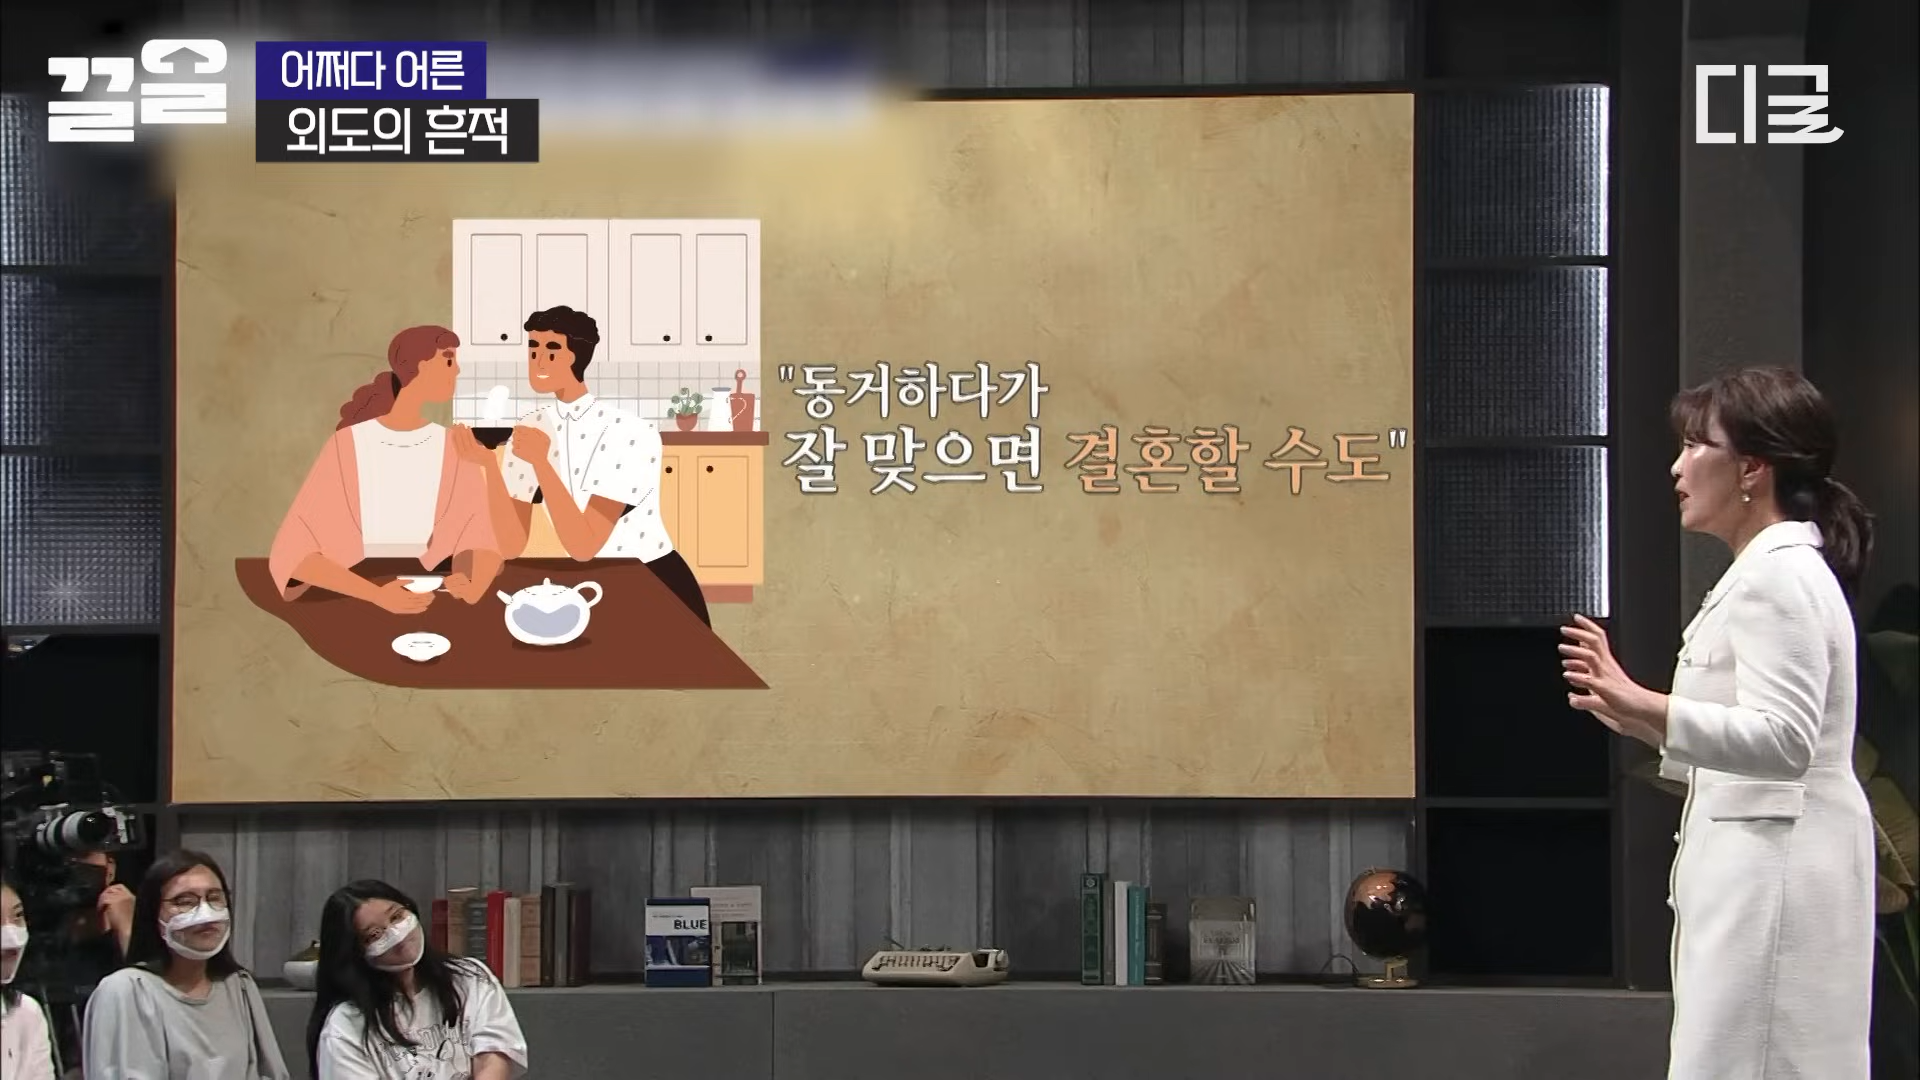 끌올
어쩌다 어른
외도의 흔적
디글
"동거하다가
잘 맞으면 결혼할 수도"
BLUE